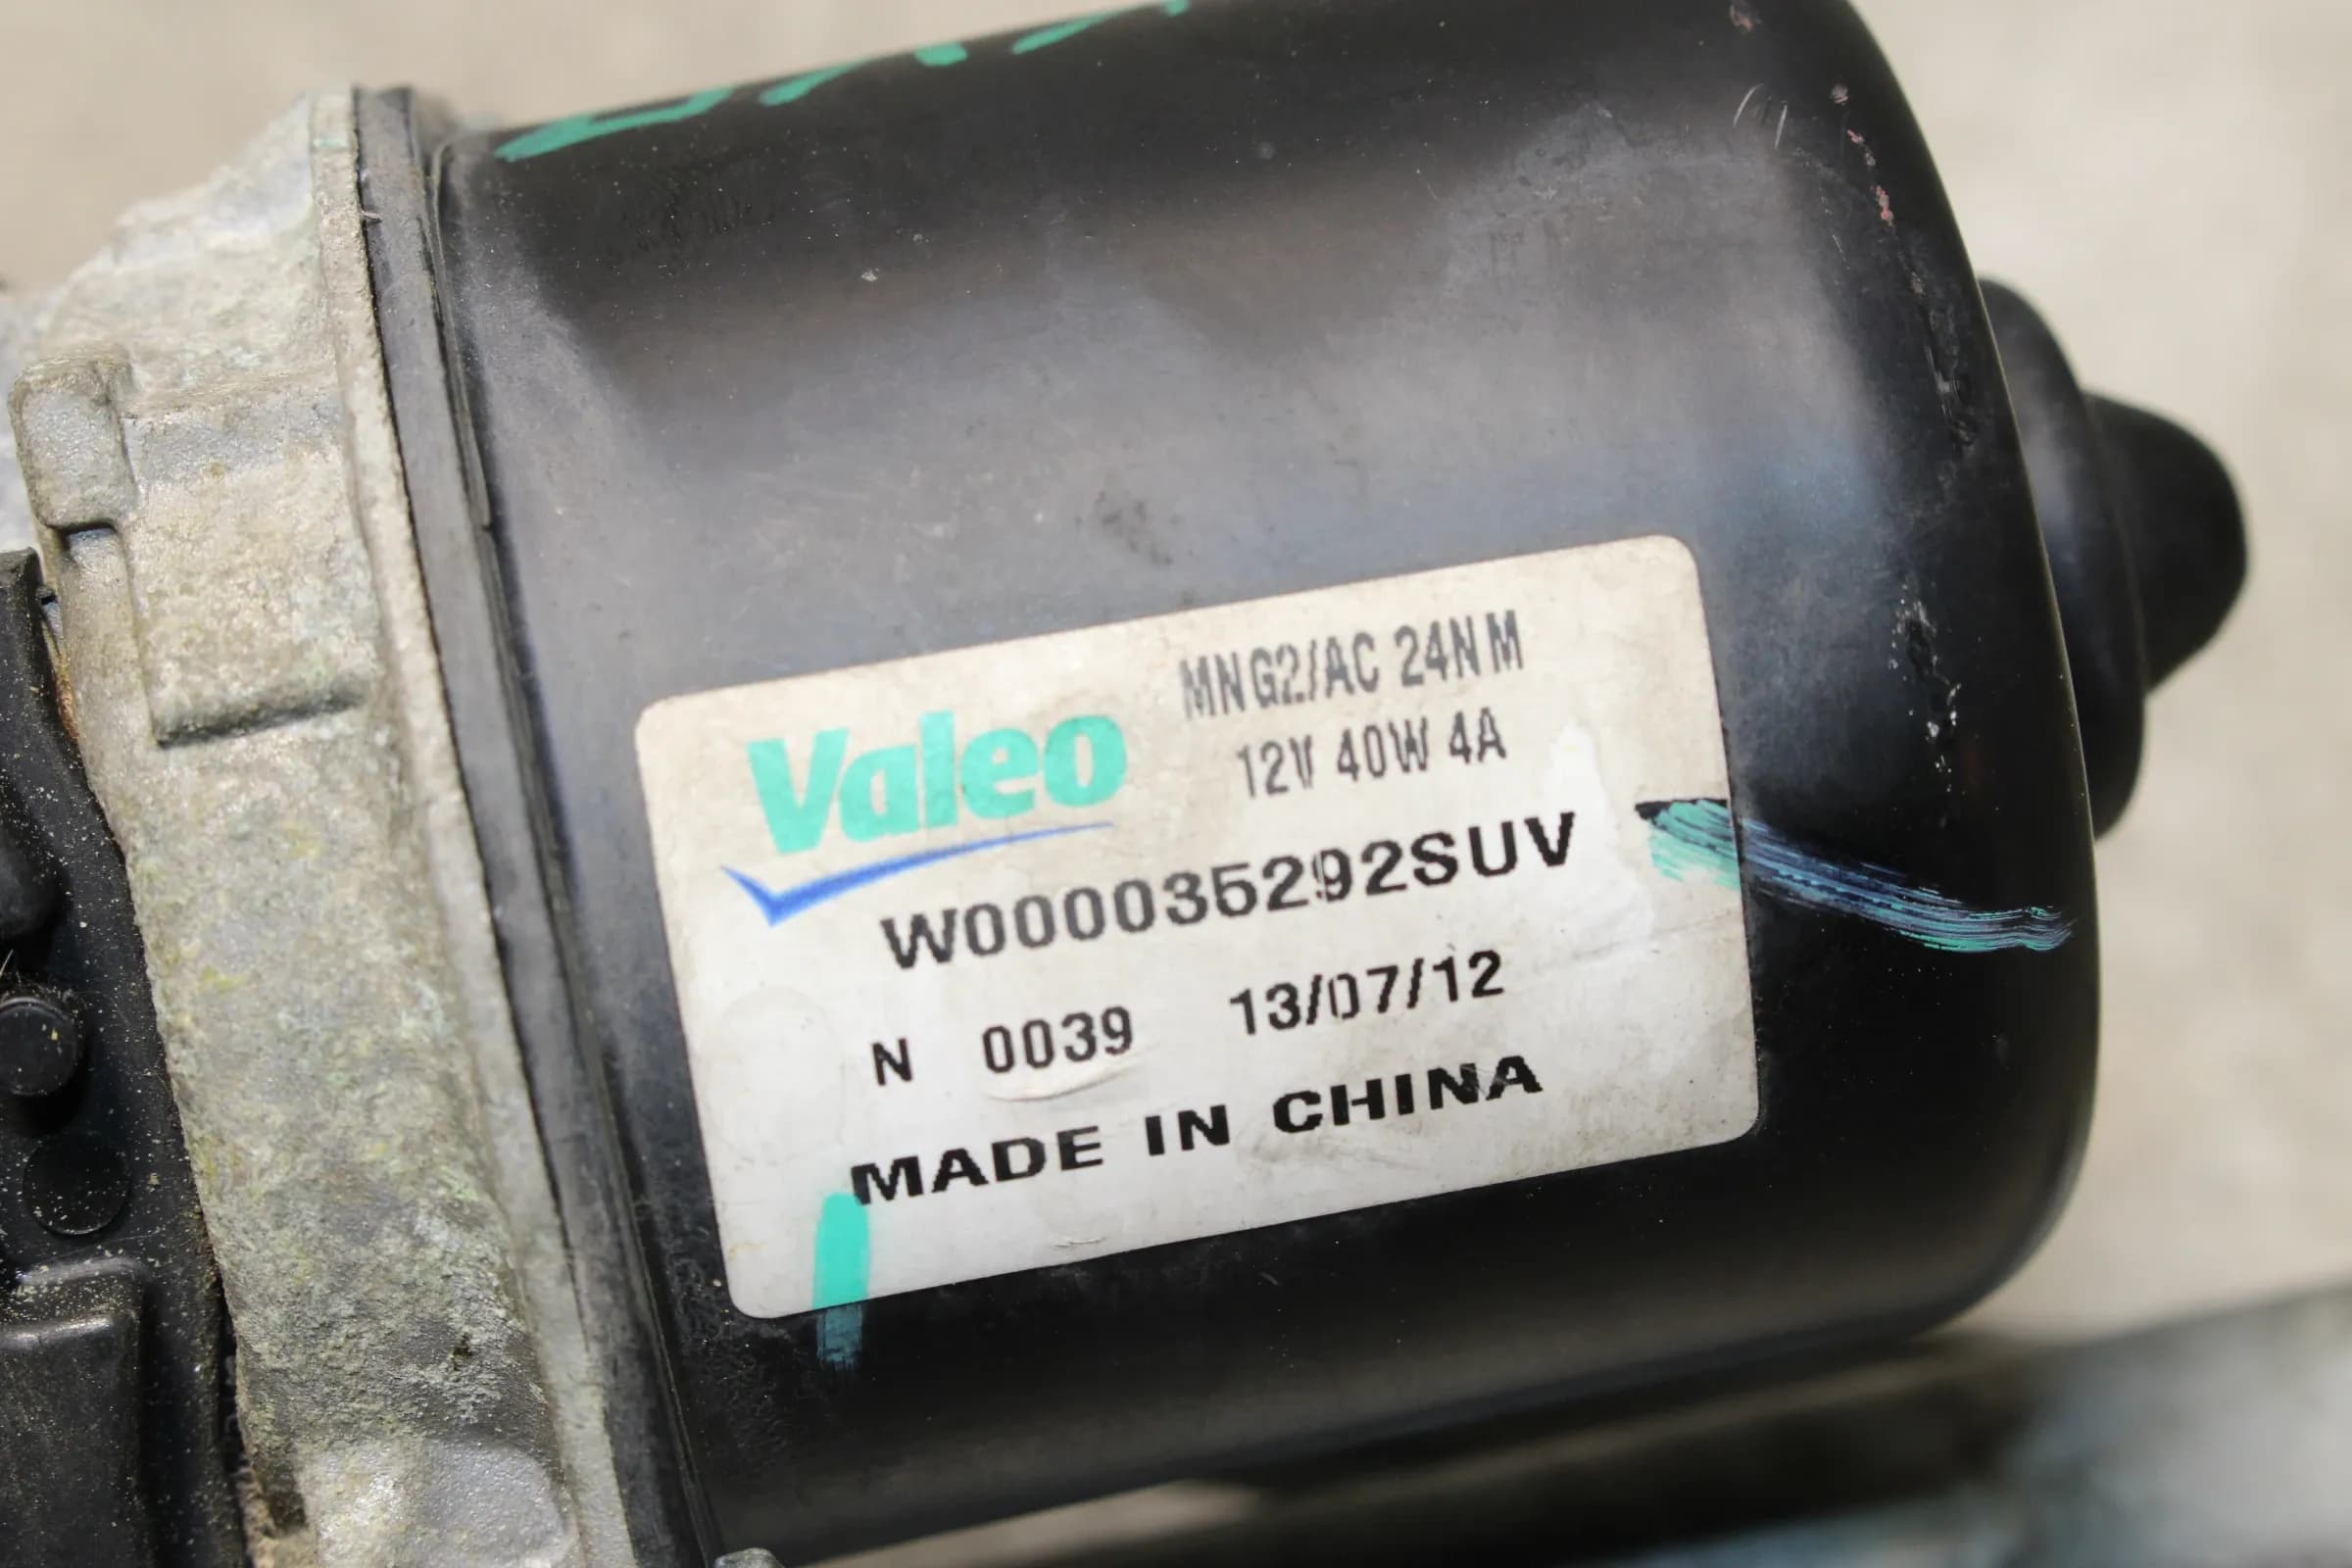 Valeo
MNG2/AC 24NM
12V 40W 4A
W000035292SUV
N 0039 13/07/12
MADE IN CHINA